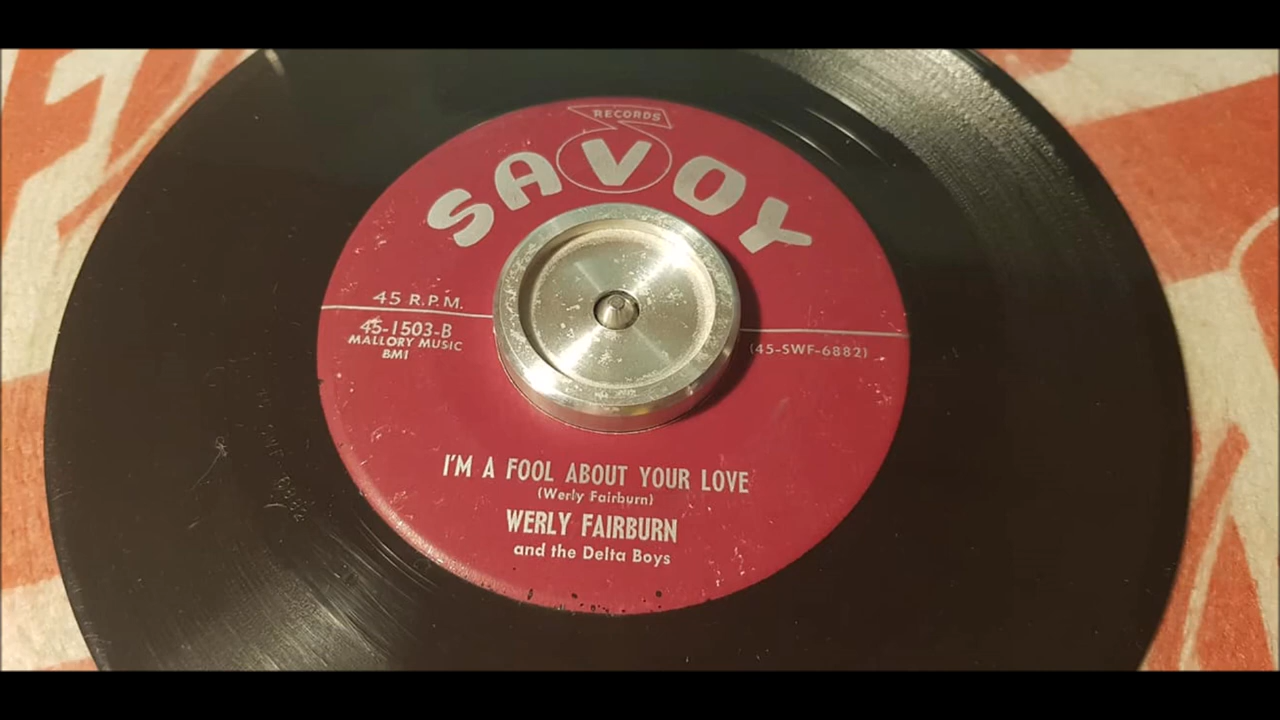 RECORDS
SAVOY
45 R.P.M.
45-1503-B
MALLORY MUSIC
BMI
(45-SWF-6882)
I'M A FOOL ABOUT YOUR LOVE
(Werly Fairburn)
WERLY FAIRBURN
and the Delta Boys